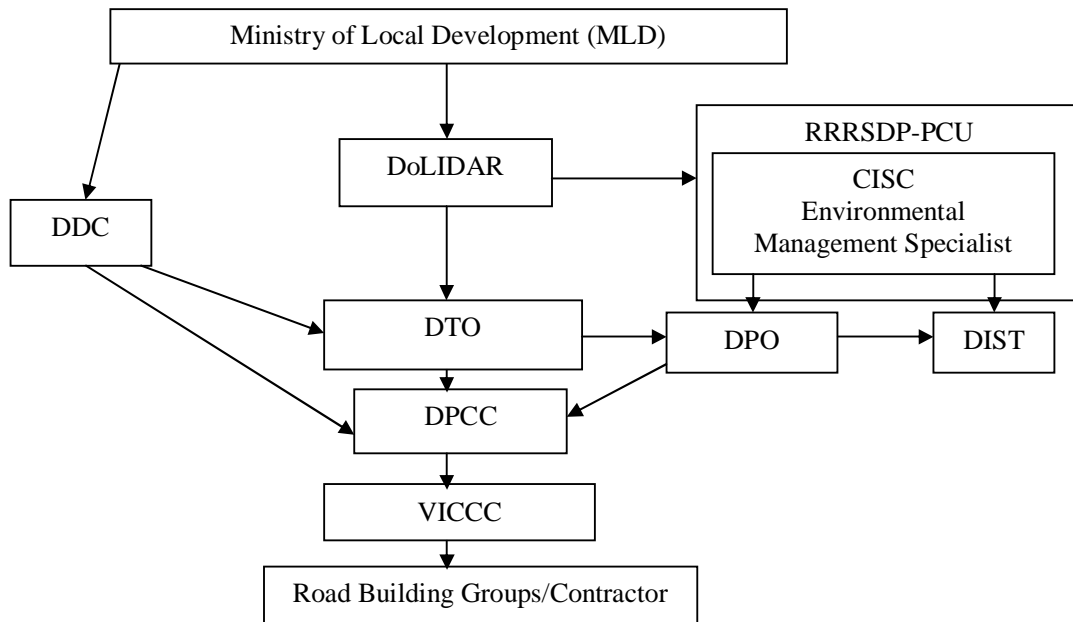 Ministry of Local Development (MLD)
RRRSDP-PCU
DoLIDAR
CISC
Environmental
Management Specialist
DDC
DTO
DPO
DIST
DPCC
VICCC
Road Building Groups/Contractor